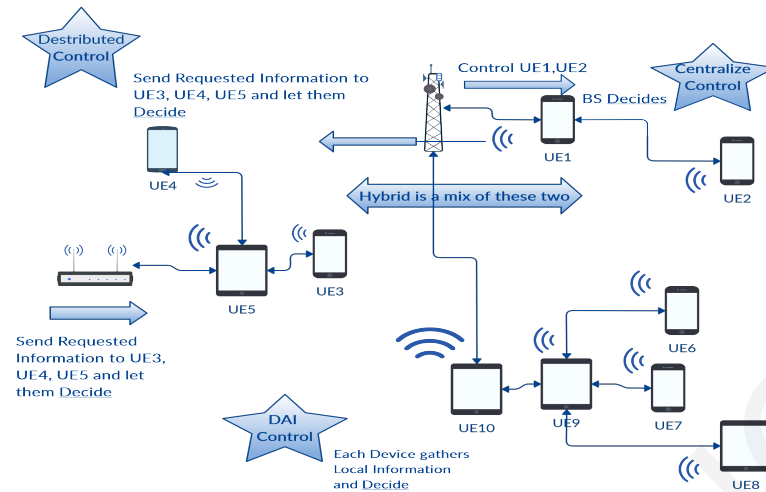 Destributed
Control
Send Requested Information to
UE3, UE4, UE5 and let them
Decide
Control UE1,UE2
BS Decides
Centralize
Control
UE1
UE2
UE4
Hybrid is a mix of these two
UE3
UE5
Send Requested
Information to UE3,
UE4, UE5 and let
them Decide
UE6
UE7
UE10
UE9
UE8
DAI
Control
Each Device gathers
Local Information
and Decide